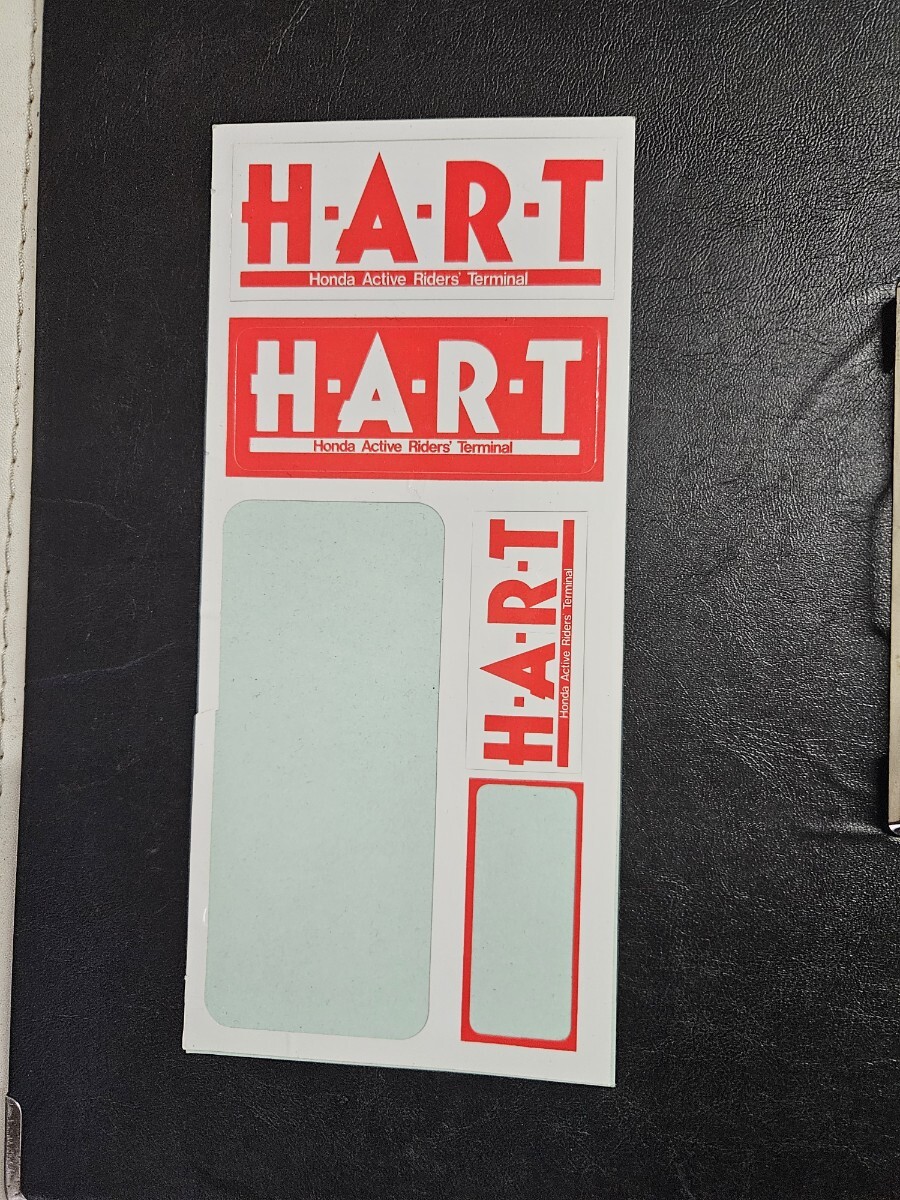 H·A·R·T
Honda Active Riders' Terminal
H·A·R·T
Honda Active Riders' Terminal
H·A·R·T
Honda Active Riders' Terminal